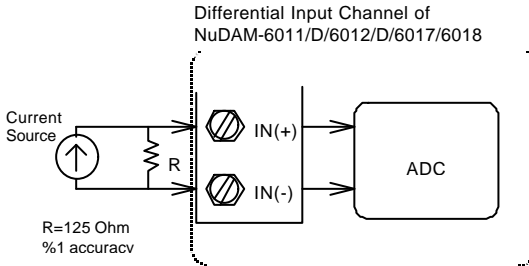 Differential Input Channel of
NuDAM-6011/D/6012/D/6017/6018
Current
Source
R
IN(+)
IN(-)
ADC
R=125 Ohm
%1 accuracy